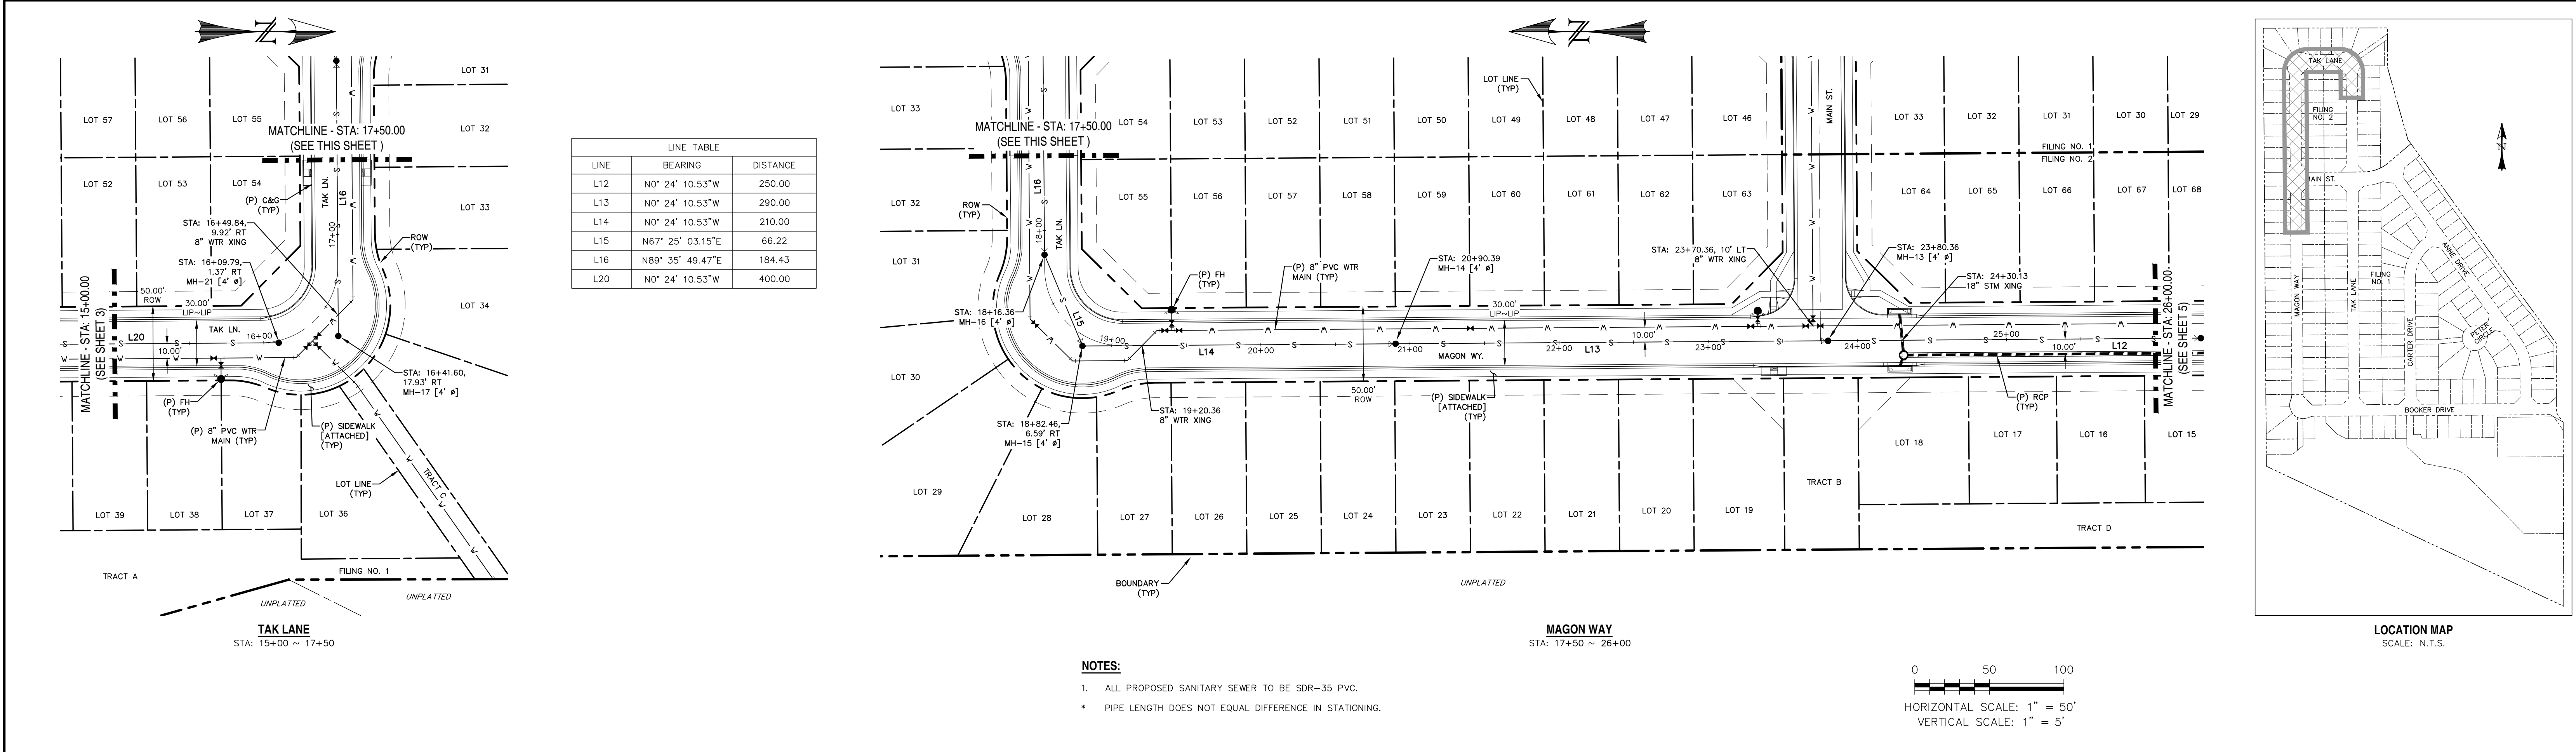 LOT 57
LOT 56
LOT 55
LOT 31
LOT 32
MATCHLINE - STA: 17+50.00
(SEE THIS SHEET )
LOT 52
LOT 53
LOT 54
LOT 33
(P) C&G
(TYP)
TAK LN.
L16
17+00
STA: 16+49.84,
9.92' RT
8" WTR XING
ROW
(TYP)
STA: 16+09.79,
1.37' RT
MH-21 [4' ø]
LOT 34
MATCHLINE - STA: 15+00.00
(SEE SHEET 3)
50.00'
ROW
30.00'
LIP~LIP
L20
TAK LN.
16+00
10.00'
STA: 16+41.60,
17.93' RT
MH-17 [4' ø]
(P) FH
(TYP)
(P) 8" PVC WTR
MAIN (TYP)
(P) SIDEWALK
[ATTACHED]
(TYP)
TRACT C
LOT LINE
(TYP)
LOT 39
LOT 38
LOT 37
LOT 36
TRACT A
FILING NO. 1
UNPLATTED
UNPLATTED
TAK LANE
STA: 15+00 ~ 17+50
LINE TABLE
LINE BEARING DISTANCE
L12 N0° 24' 10.53"W 250.00
L13 N0° 24' 10.53"W 290.00
L14 N0° 24' 10.53"W 210.00
L15 N67° 25' 03.15"E 66.22
L16 N89° 35' 49.47"E 184.43
L20 N0° 24' 10.53"W 400.00
LOT 33
MATCHLINE - STA: 17+50.00
(SEE THIS SHEET )
LOT 54
LOT 53
LOT 52
LOT 51
LOT 50
LOT 49
LOT 48
LOT 47
LOT 46
LOT LINE
(TYP)
MAIN ST.
LOT 33
LOT 32
LOT 31
LOT 30
LOT 29
FILING NO. 1
FILING NO. 2
LOT 32
ROW
(TYP)
L16
18+00
TAK LN.
LOT 55
LOT 56
LOT 57
LOT 58
LOT 59
LOT 60
LOT 61
LOT 62
LOT 63
LOT 64
LOT 65
LOT 66
LOT 67
LOT 68
LOT 31
STA: 18+16.36
MH-16 [4' ø]
L15
(P) FH
(TYP)
(P) 8" PVC WTR
MAIN (TYP)
STA: 20+90.39
MH-14 [4' ø]
STA: 23+70.36, 10' LT
8" WTR XING
STA: 23+80.36
MH-13 [4' ø]
STA: 24+30.13
18" STM XING
30.00'
LIP~LIP
19+00
L14
20+00
21+00
MAGON WY.
22+00
L13
10.00'
23+00
24+00
25+00
10.00'
L12
MATCHLINE - STA: 26+00.00
(SEE SHEET 5)
LOT 30
STA: 18+82.46,
6.59' RT
MH-15 [4' ø]
STA: 19+20.36
8" WTR XING
50.00'
ROW
(P) SIDEWALK
[ATTACHED]
(TYP)
(P) RCP
(TYP)
LOT 29
LOT 28
LOT 27
LOT 26
LOT 25
LOT 24
LOT 23
LOT 22
LOT 21
LOT 20
LOT 19
TRACT B
LOT 18
LOT 17
LOT 16
LOT 15
TRACT D
BOUNDARY
(TYP)
UNPLATTED
MAGON WAY
STA: 17+50 ~ 26+00
NOTES:
1. ALL PROPOSED SANITARY SEWER TO BE SDR-35 PVC.
* PIPE LENGTH DOES NOT EQUAL DIFFERENCE IN STATIONING.
0 50 100
HORIZONTAL SCALE: 1" = 50'
VERTICAL SCALE: 1" = 5'
TAK LANE
FILING
NO. 2
MAIN ST.
MAGON WAY
TAK LANE
FILING
NO. 1
ANNE DRIVE
CARTER DRIVE
PETER
CIRCLE
BOOKER DRIVE
LOCATION MAP
SCALE: N.T.S.